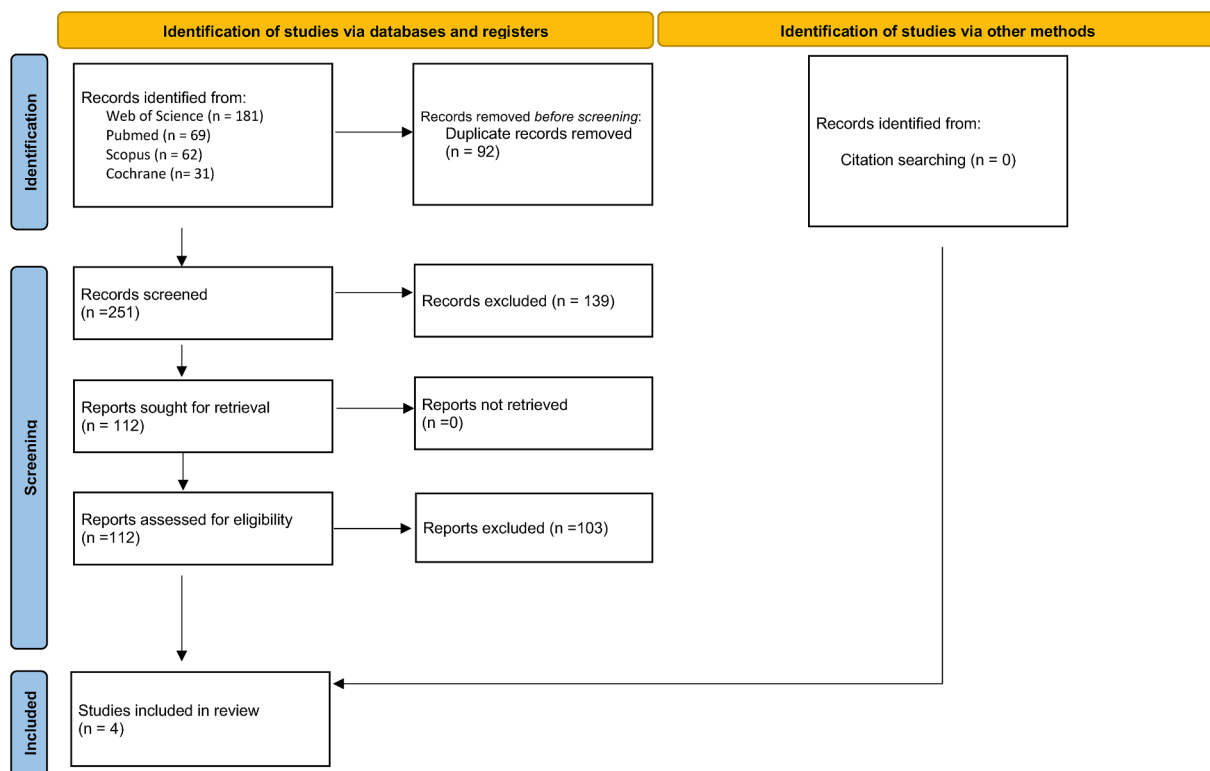 Identification of studies via databases and registers
Identification of studies via other methods
Identification
Records identified from:
Web of Science (n = 181)
Pubmed (n = 69)
Scopus (n = 62)
Cochrane (n= 31)
Records removed before screening:
Duplicate records removed
(n = 92)
Records identified from:
Citation searching (n = 0)
Screening
Records screened
(n =251)
Records excluded (n = 139)
Reports sought for retrieval
(n = 112)
Reports not retrieved
(n =0)
Reports assessed for eligibility
(n =112)
Reports excluded (n =103)
Included
Studies included in review
(n = 4)